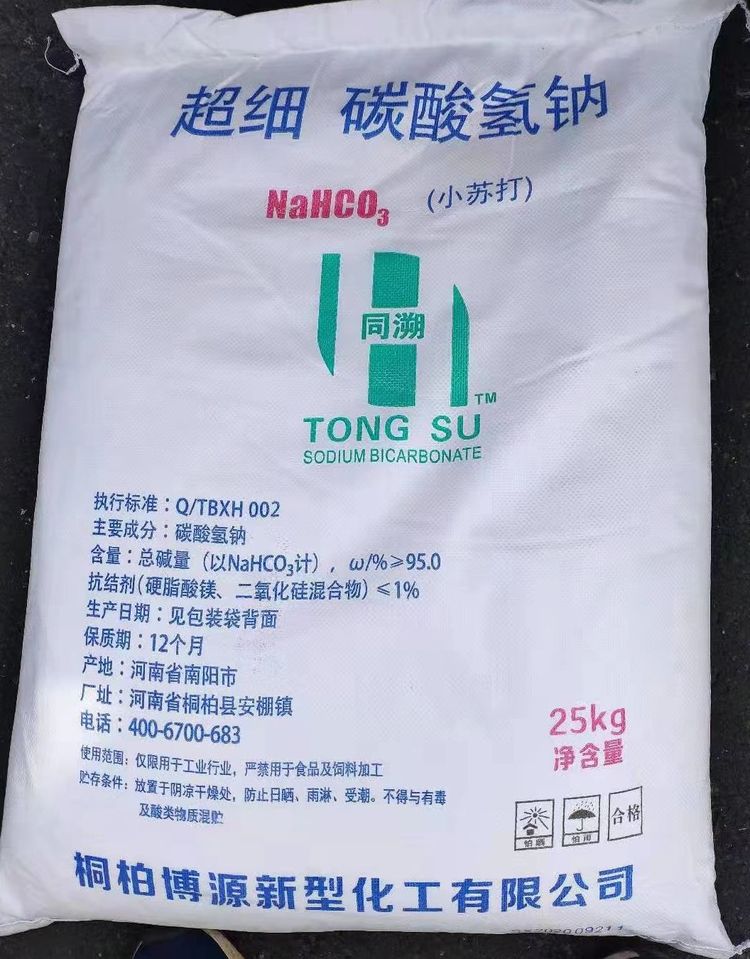 超细 碳酸氢钠
NaHCO₃ (小苏打)
同溯
TM
TONG SU
SODIUM BICARBONATE
执行标准：Q/TBXH 002
主要成分：碳酸氢钠
含量：总碱量（以NaHCO₃计），ω/%≥95.0
抗结剂(硬脂酸镁、二氧化硅混合物)≤1%
生产日期：见包装袋背面
保质期：12个月
产地：河南省南阳市
厂址：河南省桐柏县安棚镇
电话：400-6700-683
25kg
净含量
使用范围：仅限用于工业行业，严禁用于食品及饲料加工
贮存条件：放置于阴凉干燥处，防止日晒、雨淋、受潮。不得与有毒
及酸类物质混贮
怕晒 怕雨 合格
桐柏博源新型化工有限公司